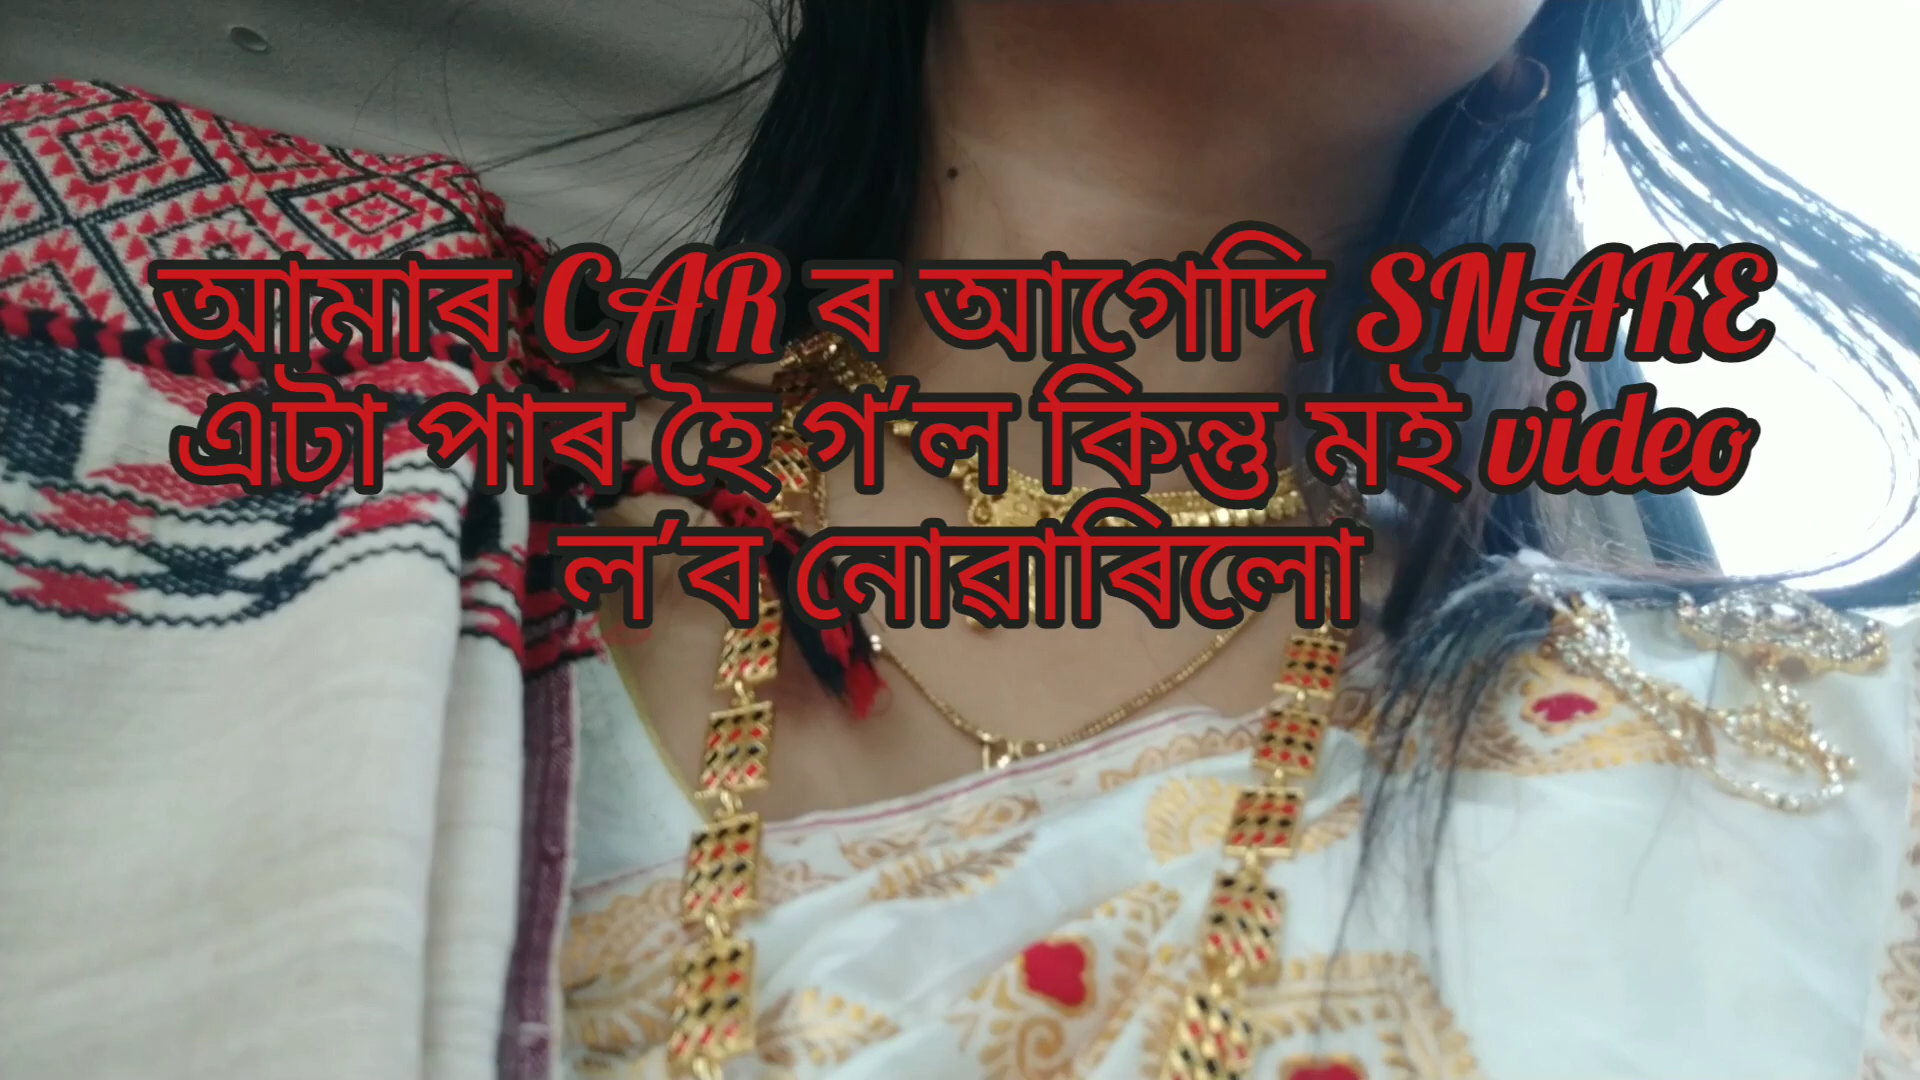 আমাৰ CAR ৰ আগেদি SNAKE
এটা পাৰ হৈ গ'ল কিন্তু মই video
ল'ব নোৱাৰিলো